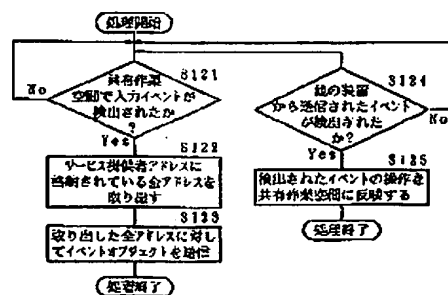 処理開始
S121
共有作業
空間で入力イベントが
検出されたか
?
No
Yes
S122
サービス提供者アドレスに
登録されている全アドレスを
取り出す
S123
取り出した全アドレスに対し
てイベントオブジェクトを送信
処理終了
S124
他の装置
から送信されたイベント
が検出された
か?
No
Yes
S125
検出されたイベントの操作を
共有作業空間に反映する
処理終了